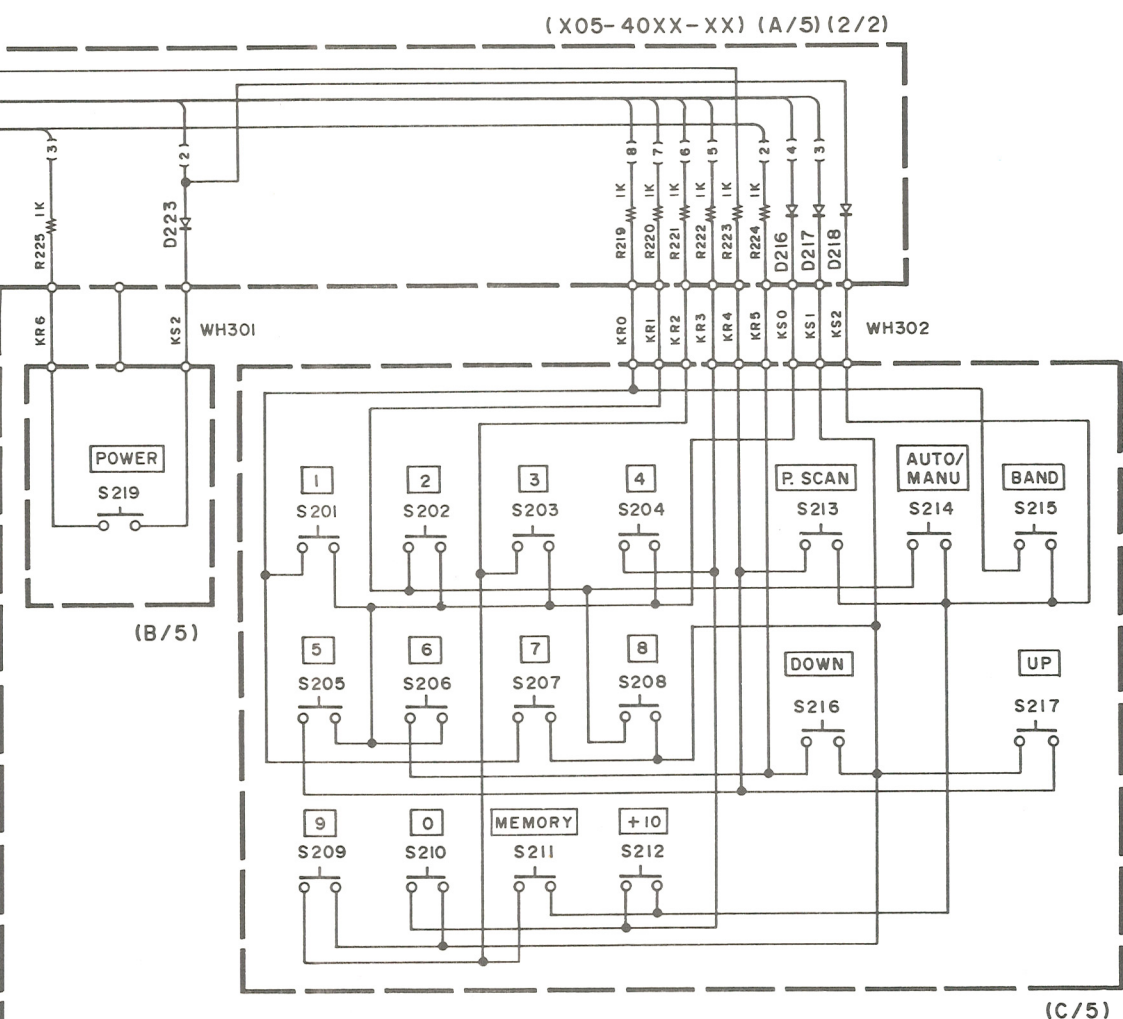 (X05-40XX-XX) (A/5)(2/2)
(3)
(2)
(8)
(7)
(6)
(5)
(2)
(4)
(3)
R225 1K
D223
R219 1K
R220 1K
R221 1K
R222 1K
R223 1K
R224 1K
D216
D217
D218
KR6
KS2
WH301
KR0
KR1
KR2
KR3
KR4
KR5
KS0
KS1
KS2
WH302
POWER
S219
(B/5)
1
S201
2
S202
3
S203
4
S204
P. SCAN
S213
AUTO/
MANU
S214
BAND
S215
5
S205
6
S206
7
S207
8
S208
DOWN
S216
UP
S217
9
S209
0
S210
MEMORY
S211
+10
S212
(C/5)